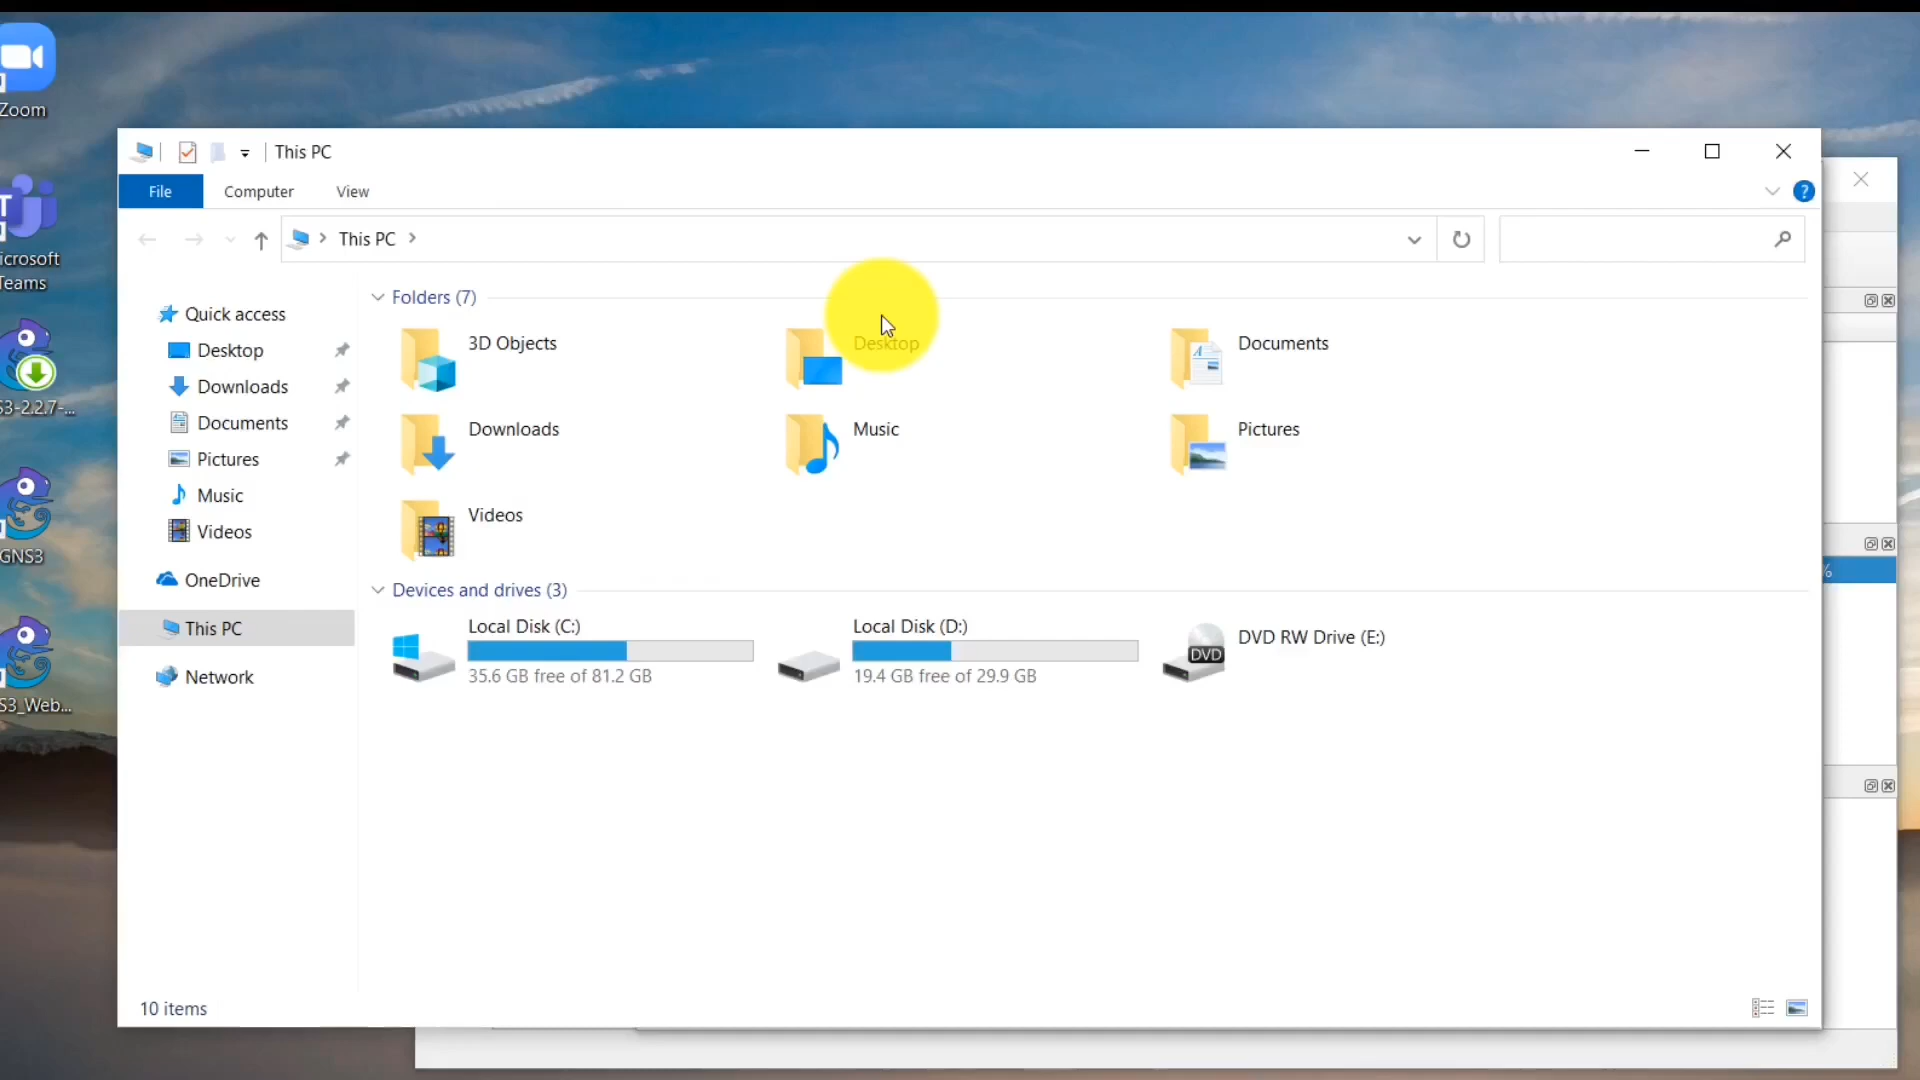 Zoom
icrosoft
Teams
S3-2.2.7-...
GNS3
S3_Web...
This PC
File
Computer
View
?
This PC
Quick access
Desktop
Downloads
Documents
Pictures
Music
Videos
OneDrive
This PC
Network
Folders (7)
3D Objects
Desktop
Documents
Downloads
Music
Pictures
Videos
Devices and drives (3)
Local Disk (C:)
35.6 GB free of 81.2 GB
Local Disk (D:)
19.4 GB free of 29.9 GB
DVD
DVD RW Drive (E:)
%
10 items